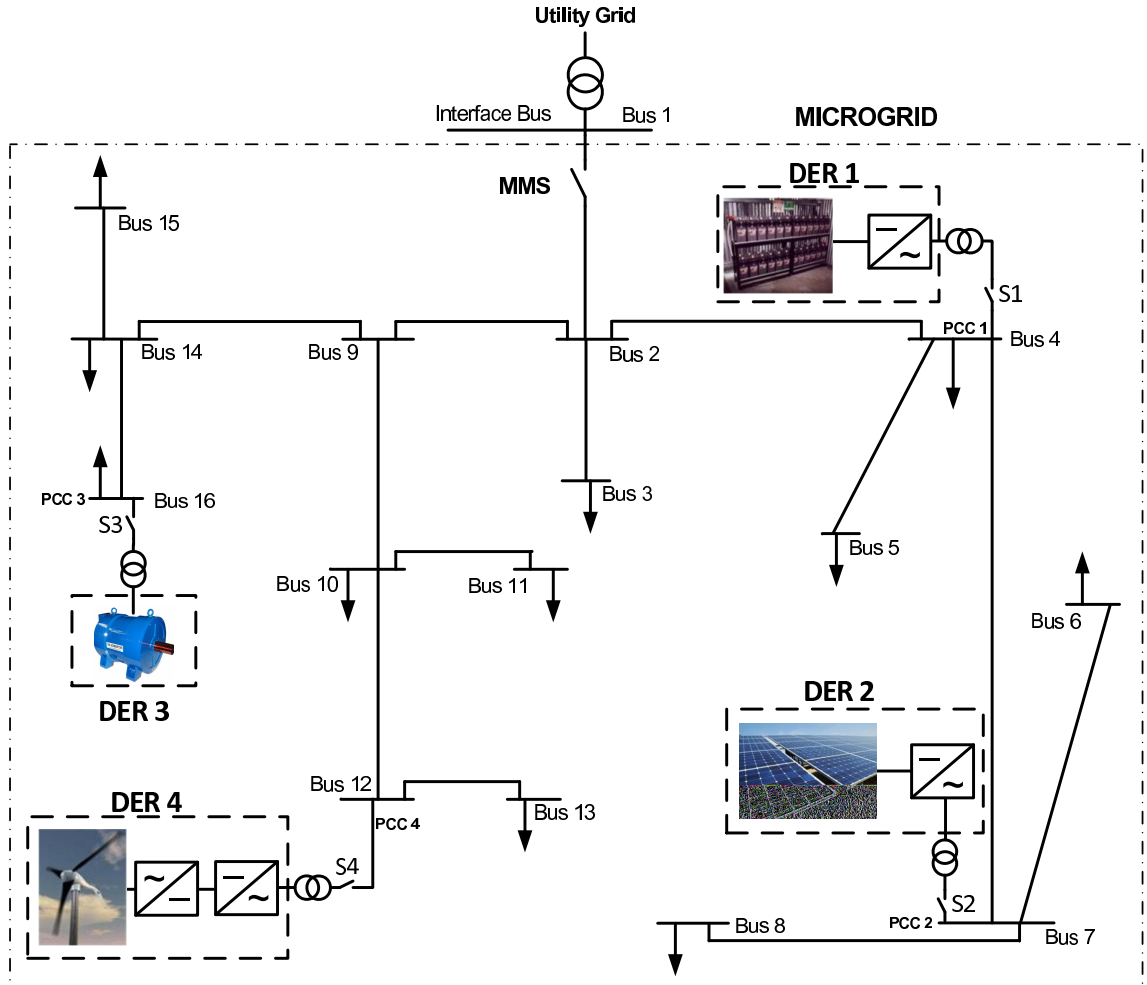 Utility Grid
Interface Bus
Bus 1
MICROGRID
MMS
DER 1
Bus 15
S1
PCC 1
Bus 14
Bus 9
Bus 2
Bus 4
PCC 3
Bus 16
Bus 3
S3
Bus 5
Bus 10
Bus 11
Bus 6
DER 3
DER 2
Bus 12
DER 4
PCC 4
Bus 13
S4
S2
PCC 2
Bus 8
Bus 7